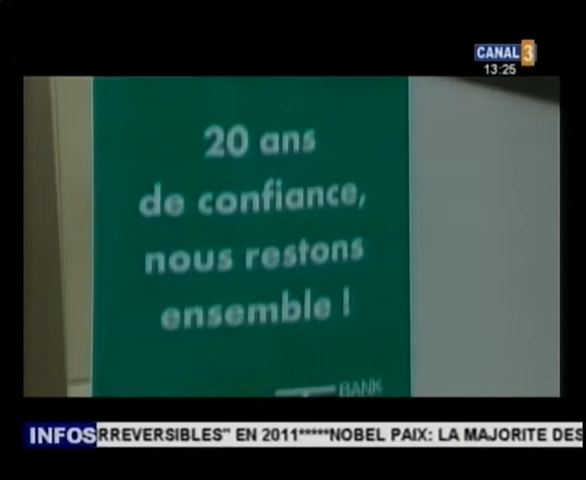 CANAL 3
13:25
20 ans
de confiance,
nous restons
ensemble !
BANK
INFOS RREVERSIBLES" EN 2011*****NOBEL PAIX: LA MAJORITE DES